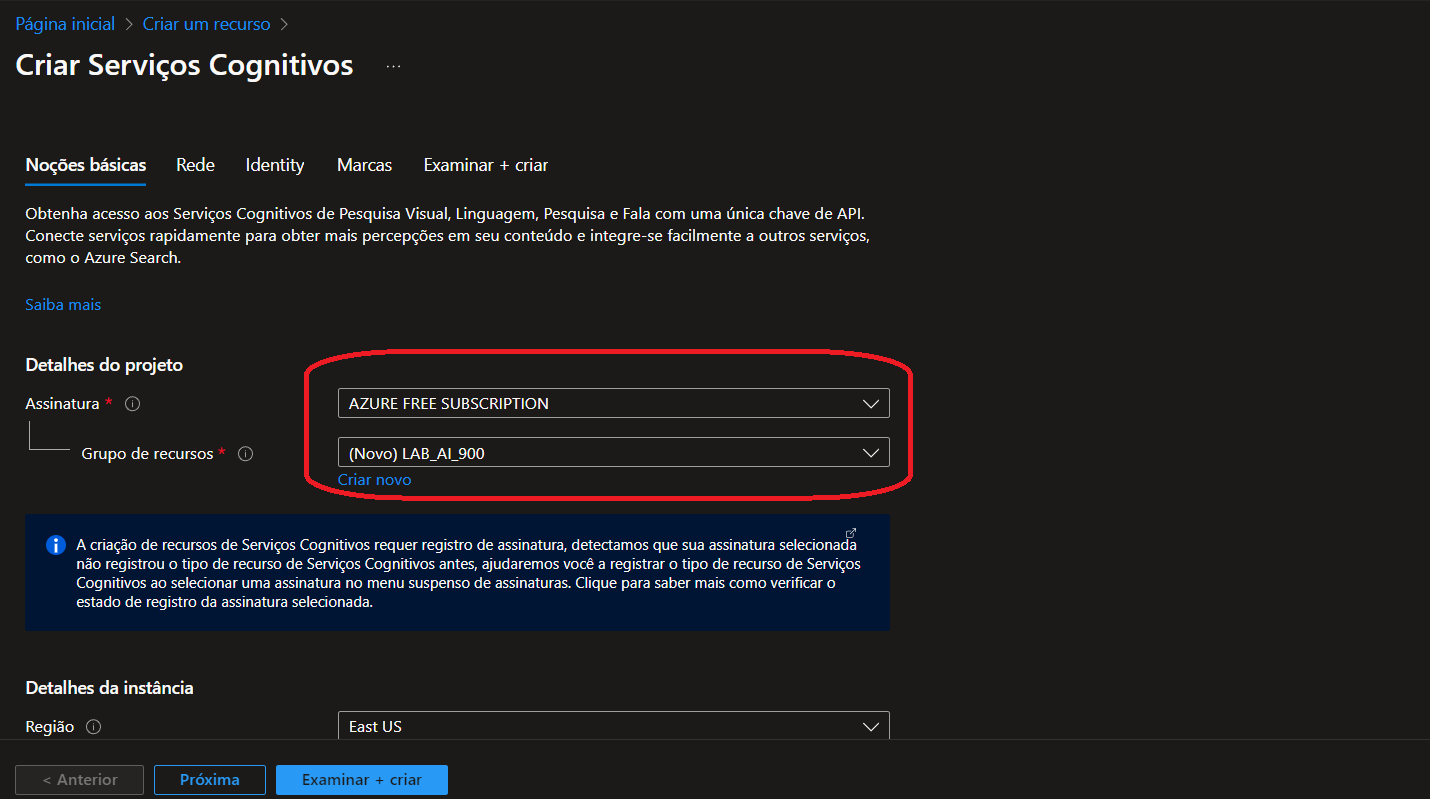 Página inicial > Criar um recurso >
Criar Serviços Cognitivos ...
Noções básicas Rede Identity Marcas Examinar + criar
Obtenha acesso aos Serviços Cognitivos de Pesquisa Visual, Linguagem, Pesquisa e Fala com uma única chave de API.
Conecte serviços rapidamente para obter mais percepções em seu conteúdo e integre-se facilmente a outros serviços,
como o Azure Search.
Saiba mais
Detalhes do projeto
Assinatura *
AZURE FREE SUBSCRIPTION
Grupo de recursos *
(Novo) LAB_AI_900
Criar novo
A criação de recursos de Serviços Cognitivos requer registro de assinatura, detectamos que sua assinatura selecionada
não registrou o tipo de recurso de Serviços Cognitivos antes, ajudaremos você a registrar o tipo de recurso de Serviços
Cognitivos ao selecionar uma assinatura no menu suspenso de assinaturas. Clique para saber mais como verificar o
estado de registro da assinatura selecionada.
Detalhes da instância
Região
East US
< Anterior
Próxima
Examinar + criar